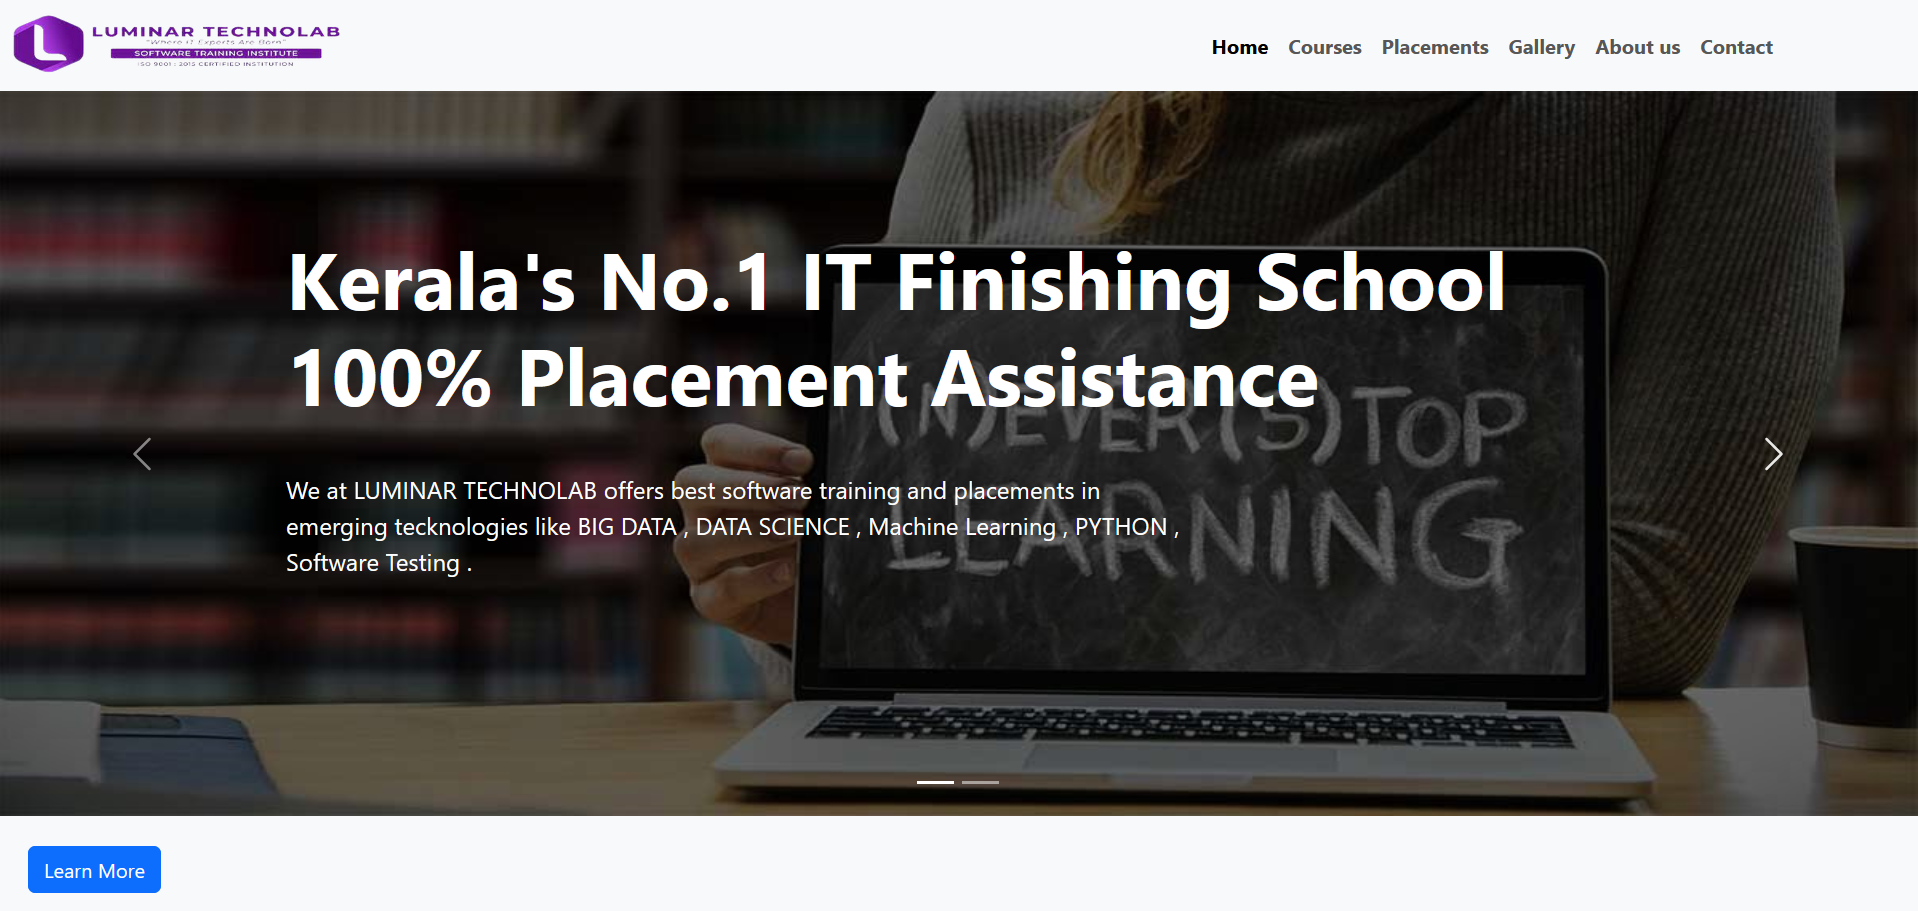 LUMINAR TECHNOLAB
"Where IT Experts Are Born"
SOFTWARE TRAINING INSTITUTE
ISO 9001 : 2015 CERTIFIED INSTITUTION
Home Courses Placements Gallery About us Contact
Kerala's No.1 IT Finishing School
100% Placement Assistance
(N)EVER (S)TOP
LEARNING
We at LUMINAR TECHNOLAB offers best software training and placements in
emerging tecknologies like BIG DATA , DATA SCIENCE , Machine Learning , PYTHON ,
Software Testing .
Learn More